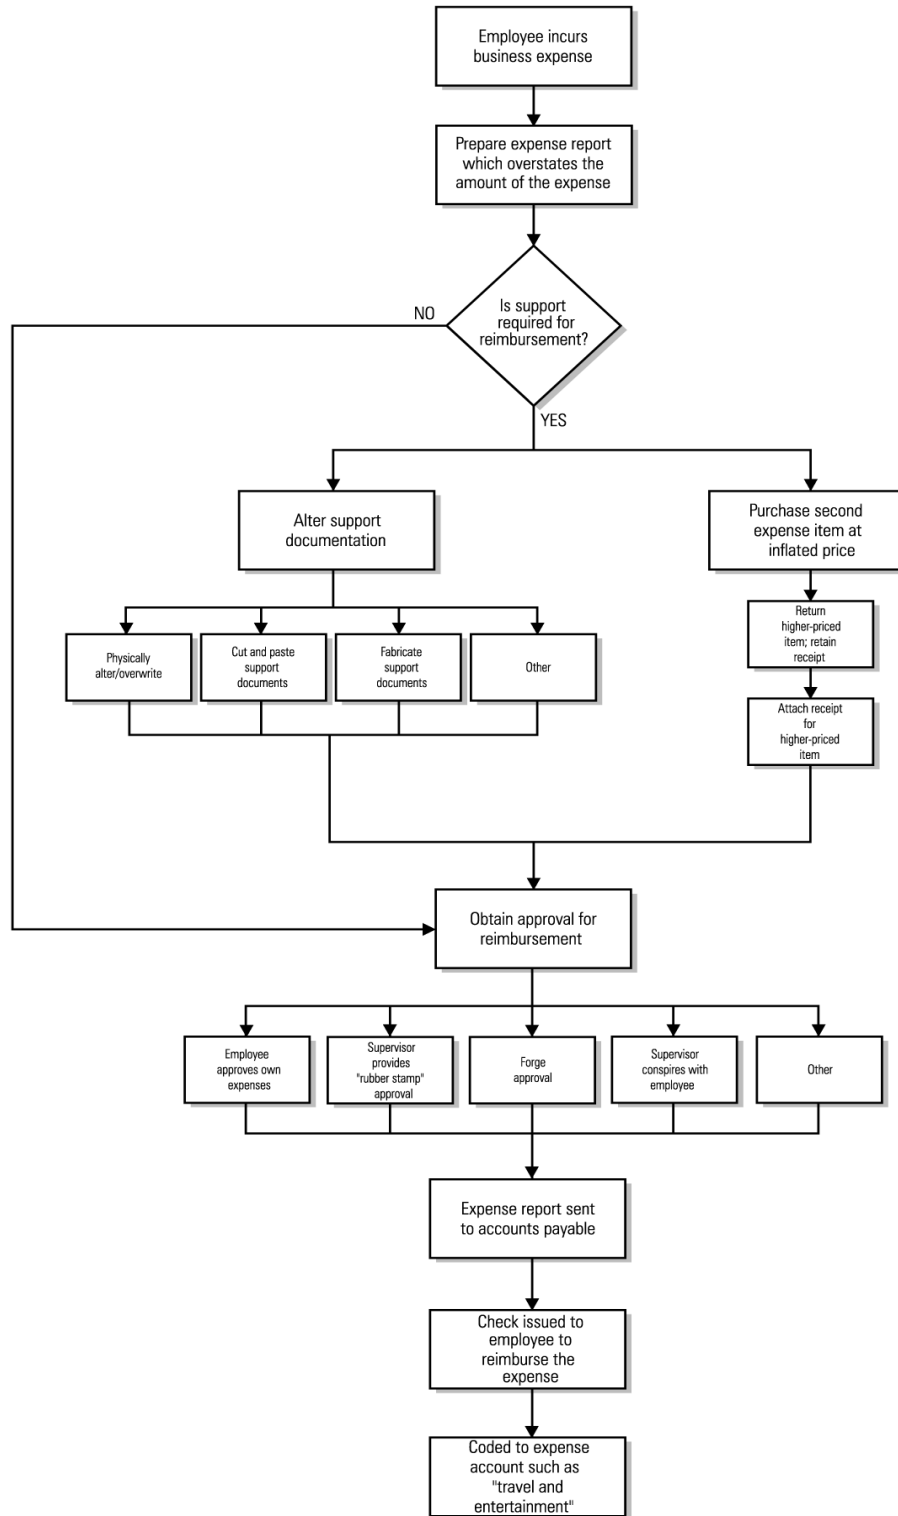 Employee incurs
business expense
Prepare expense report
which overstates the
amount of the expense
Is support
required for
reimbursement?
NO
YES
Alter support
documentation
Purchase second
expense item at
inflated price
Physically
alter/overwrite
Cut and paste
support
documents
Fabricate
support
documents
Other
Return
higher-priced
item; retain
receipt
Attach receipt
for
higher-priced
item
Obtain approval for
reimbursement
Employee
approves own
expenses
Supervisor
provides
"rubber stamp"
approval
Forge
approval
Supervisor
conspires with
employee
Other
Expense report sent
to accounts payable
Check issued to
employee to
reimburse the
expense
Coded to expense
account such as
"travel and
entertainment"